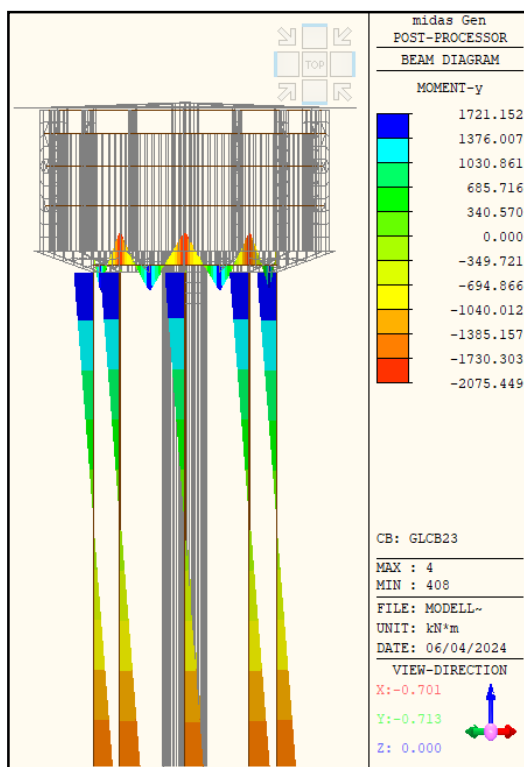 TOP
midas Gen
POST-PROCESSOR
BEAM DIAGRAM
MOMENT-y
1721.152
1376.007
1030.861
685.716
340.570
0.000
-349.721
-694.866
-1040.012
-1385.157
-1730.303
-2075.449
CB: GLCB23
MAX : 4
MIN : 408
FILE: MODELL~
UNIT: kN*m
DATE: 06/04/2024
VIEW-DIRECTION
X:-0.701
Y:-0.713
Z: 0.000